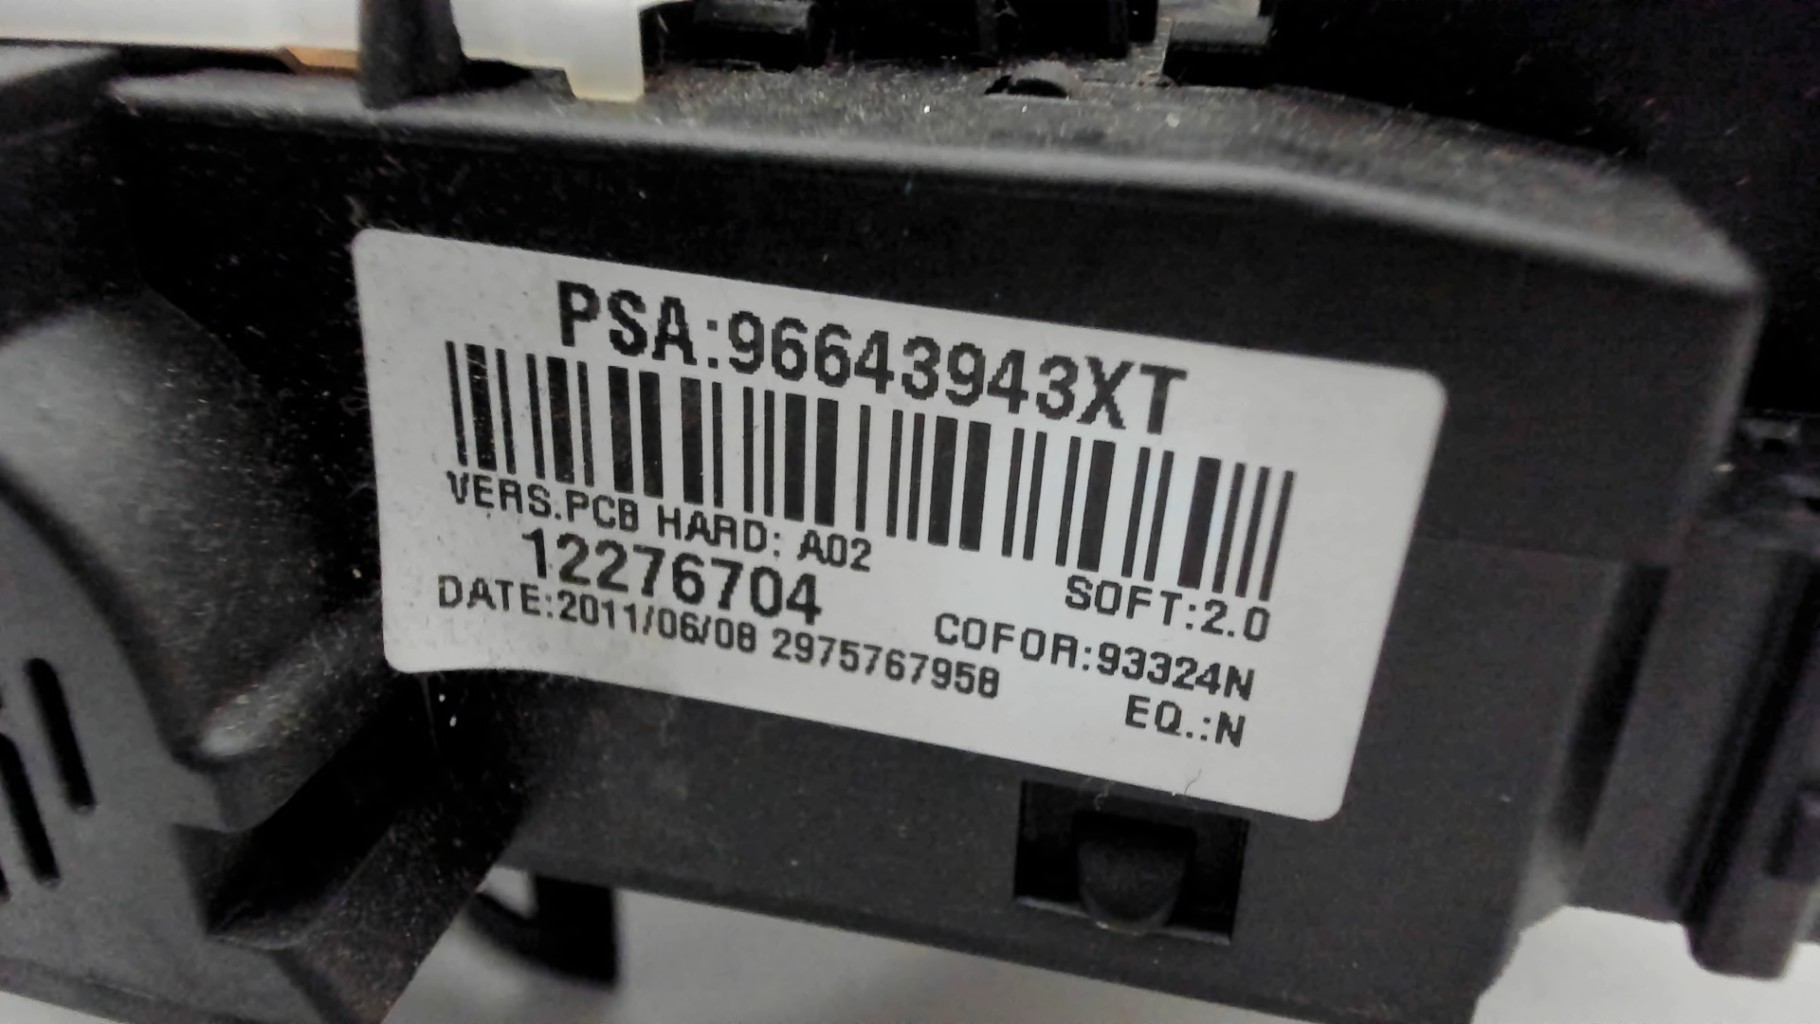 PSA:96643943XT
VERS.PCB HARD: A02
SOFT:2.0
12276704
COFOR:93324N
DATE:2011/06/08 2975767958
EQ.:N